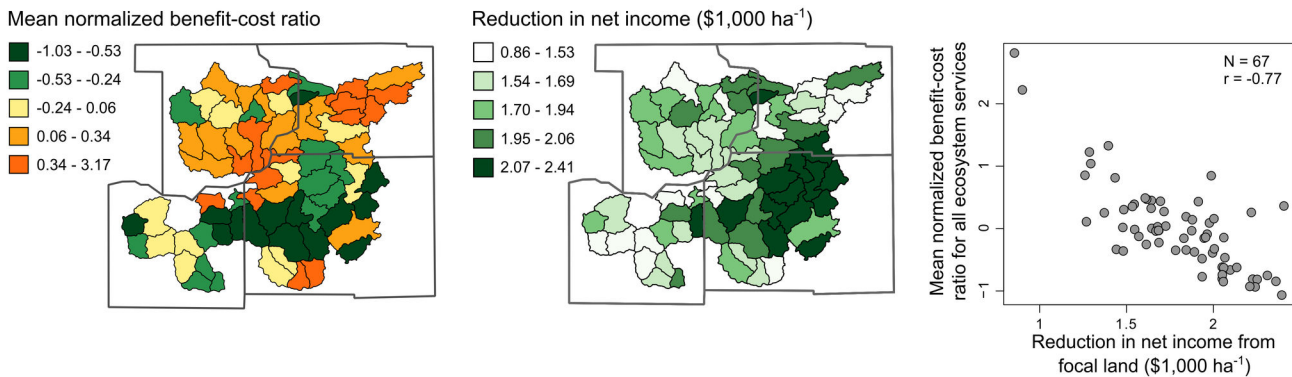 Mean normalized benefit-cost ratio
-1.03 - -0.53
-0.53 - -0.24
-0.24 - 0.06
0.06 - 0.34
0.34 - 3.17
Reduction in net income ($1,000 ha⁻¹)
0.86 - 1.53
1.54 - 1.69
1.70 - 1.94
1.95 - 2.06
2.07 - 2.41
Mean normalized benefit-cost
ratio for all ecosystem services
N = 67
r = -0.77
2
1
0
−1
1
1.5
2
Reduction in net income from
focal land ($1,000 ha⁻¹)